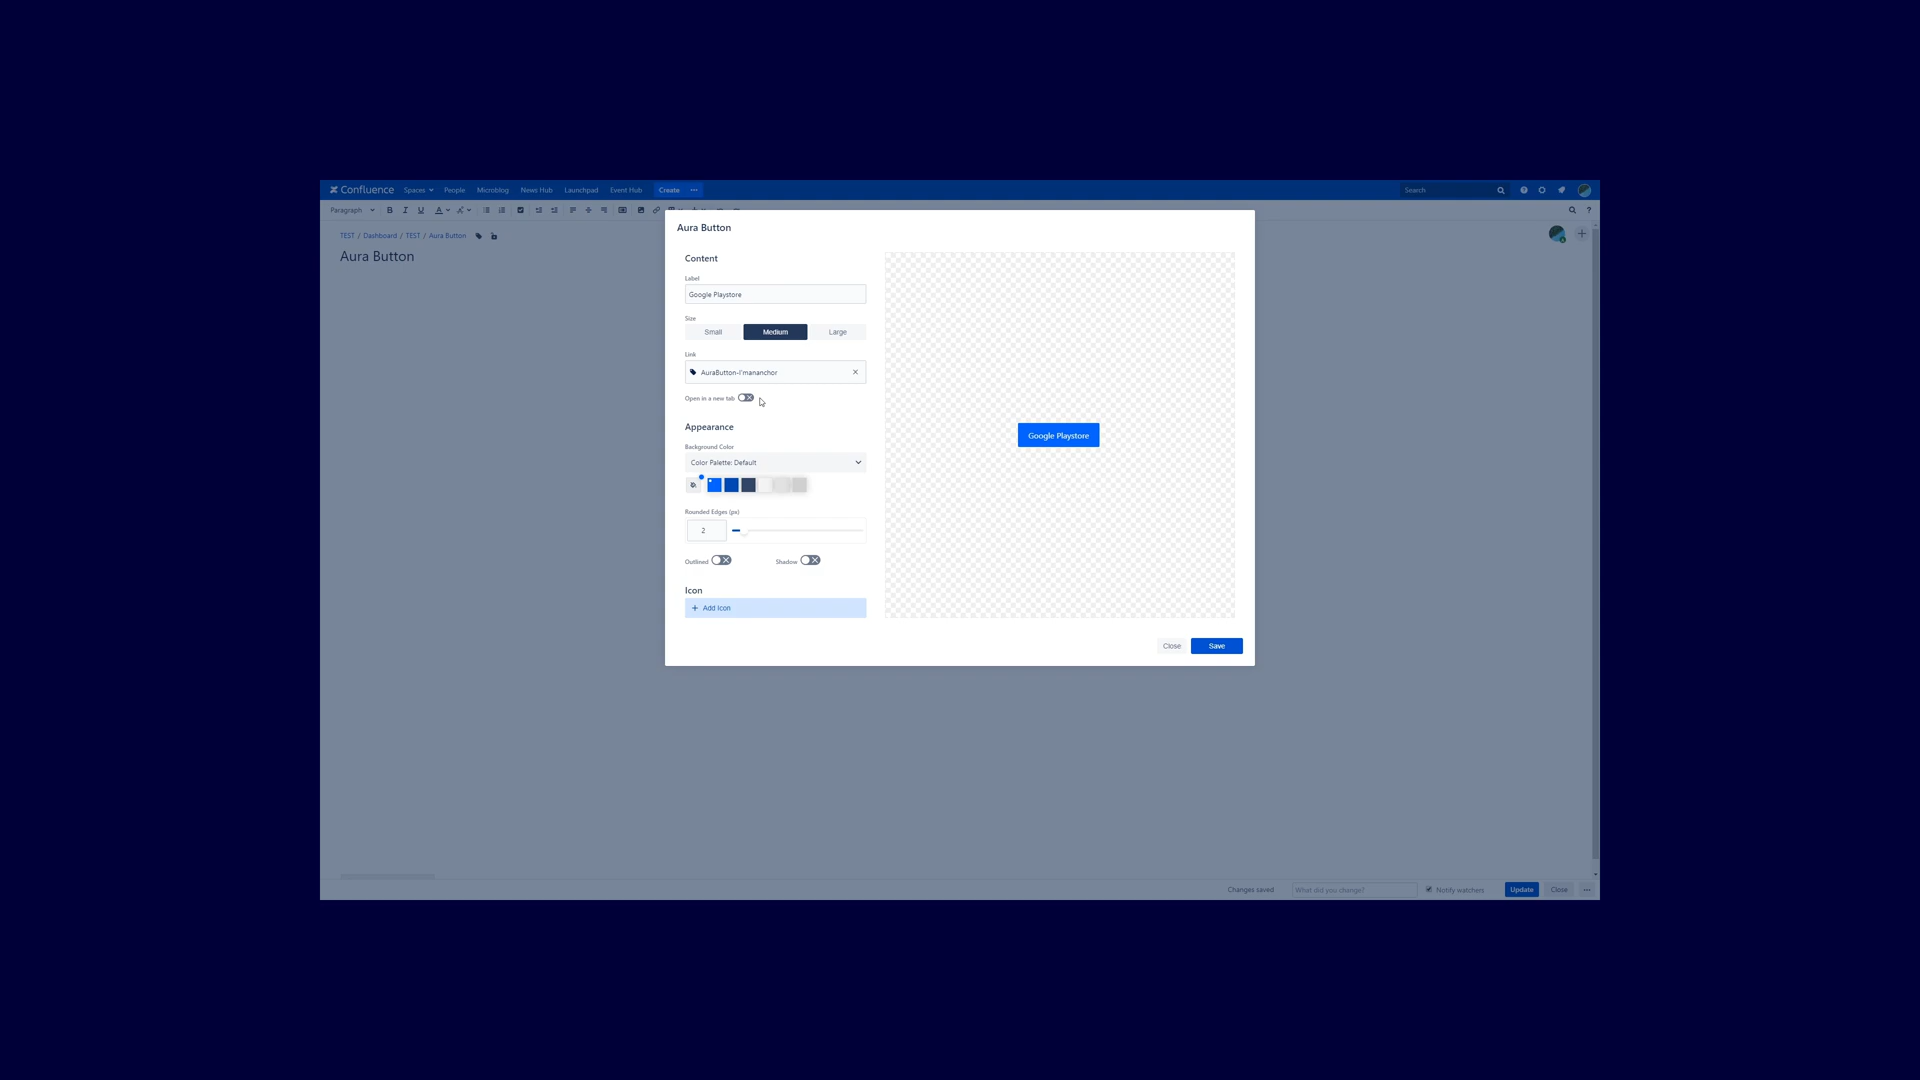 Confluence Spaces People Microblog News Hub Launchpad Event Hub Create Search
Paragraph B I U A
TEST / Dashboard / TEST / Aura Button
Aura Button
Aura Button
Content
Label
Google Playstore
Size
Small Medium Large
Link
AuraButton-I'mananchor
Open in a new tab
Appearance
Background Color
Color Palette: Default
Rounded Edges (px)
2
Outlined Shadow
Icon
+ Add Icon
Google Playstore
Close Save
Changes saved What did you change? Notify watchers Update Close